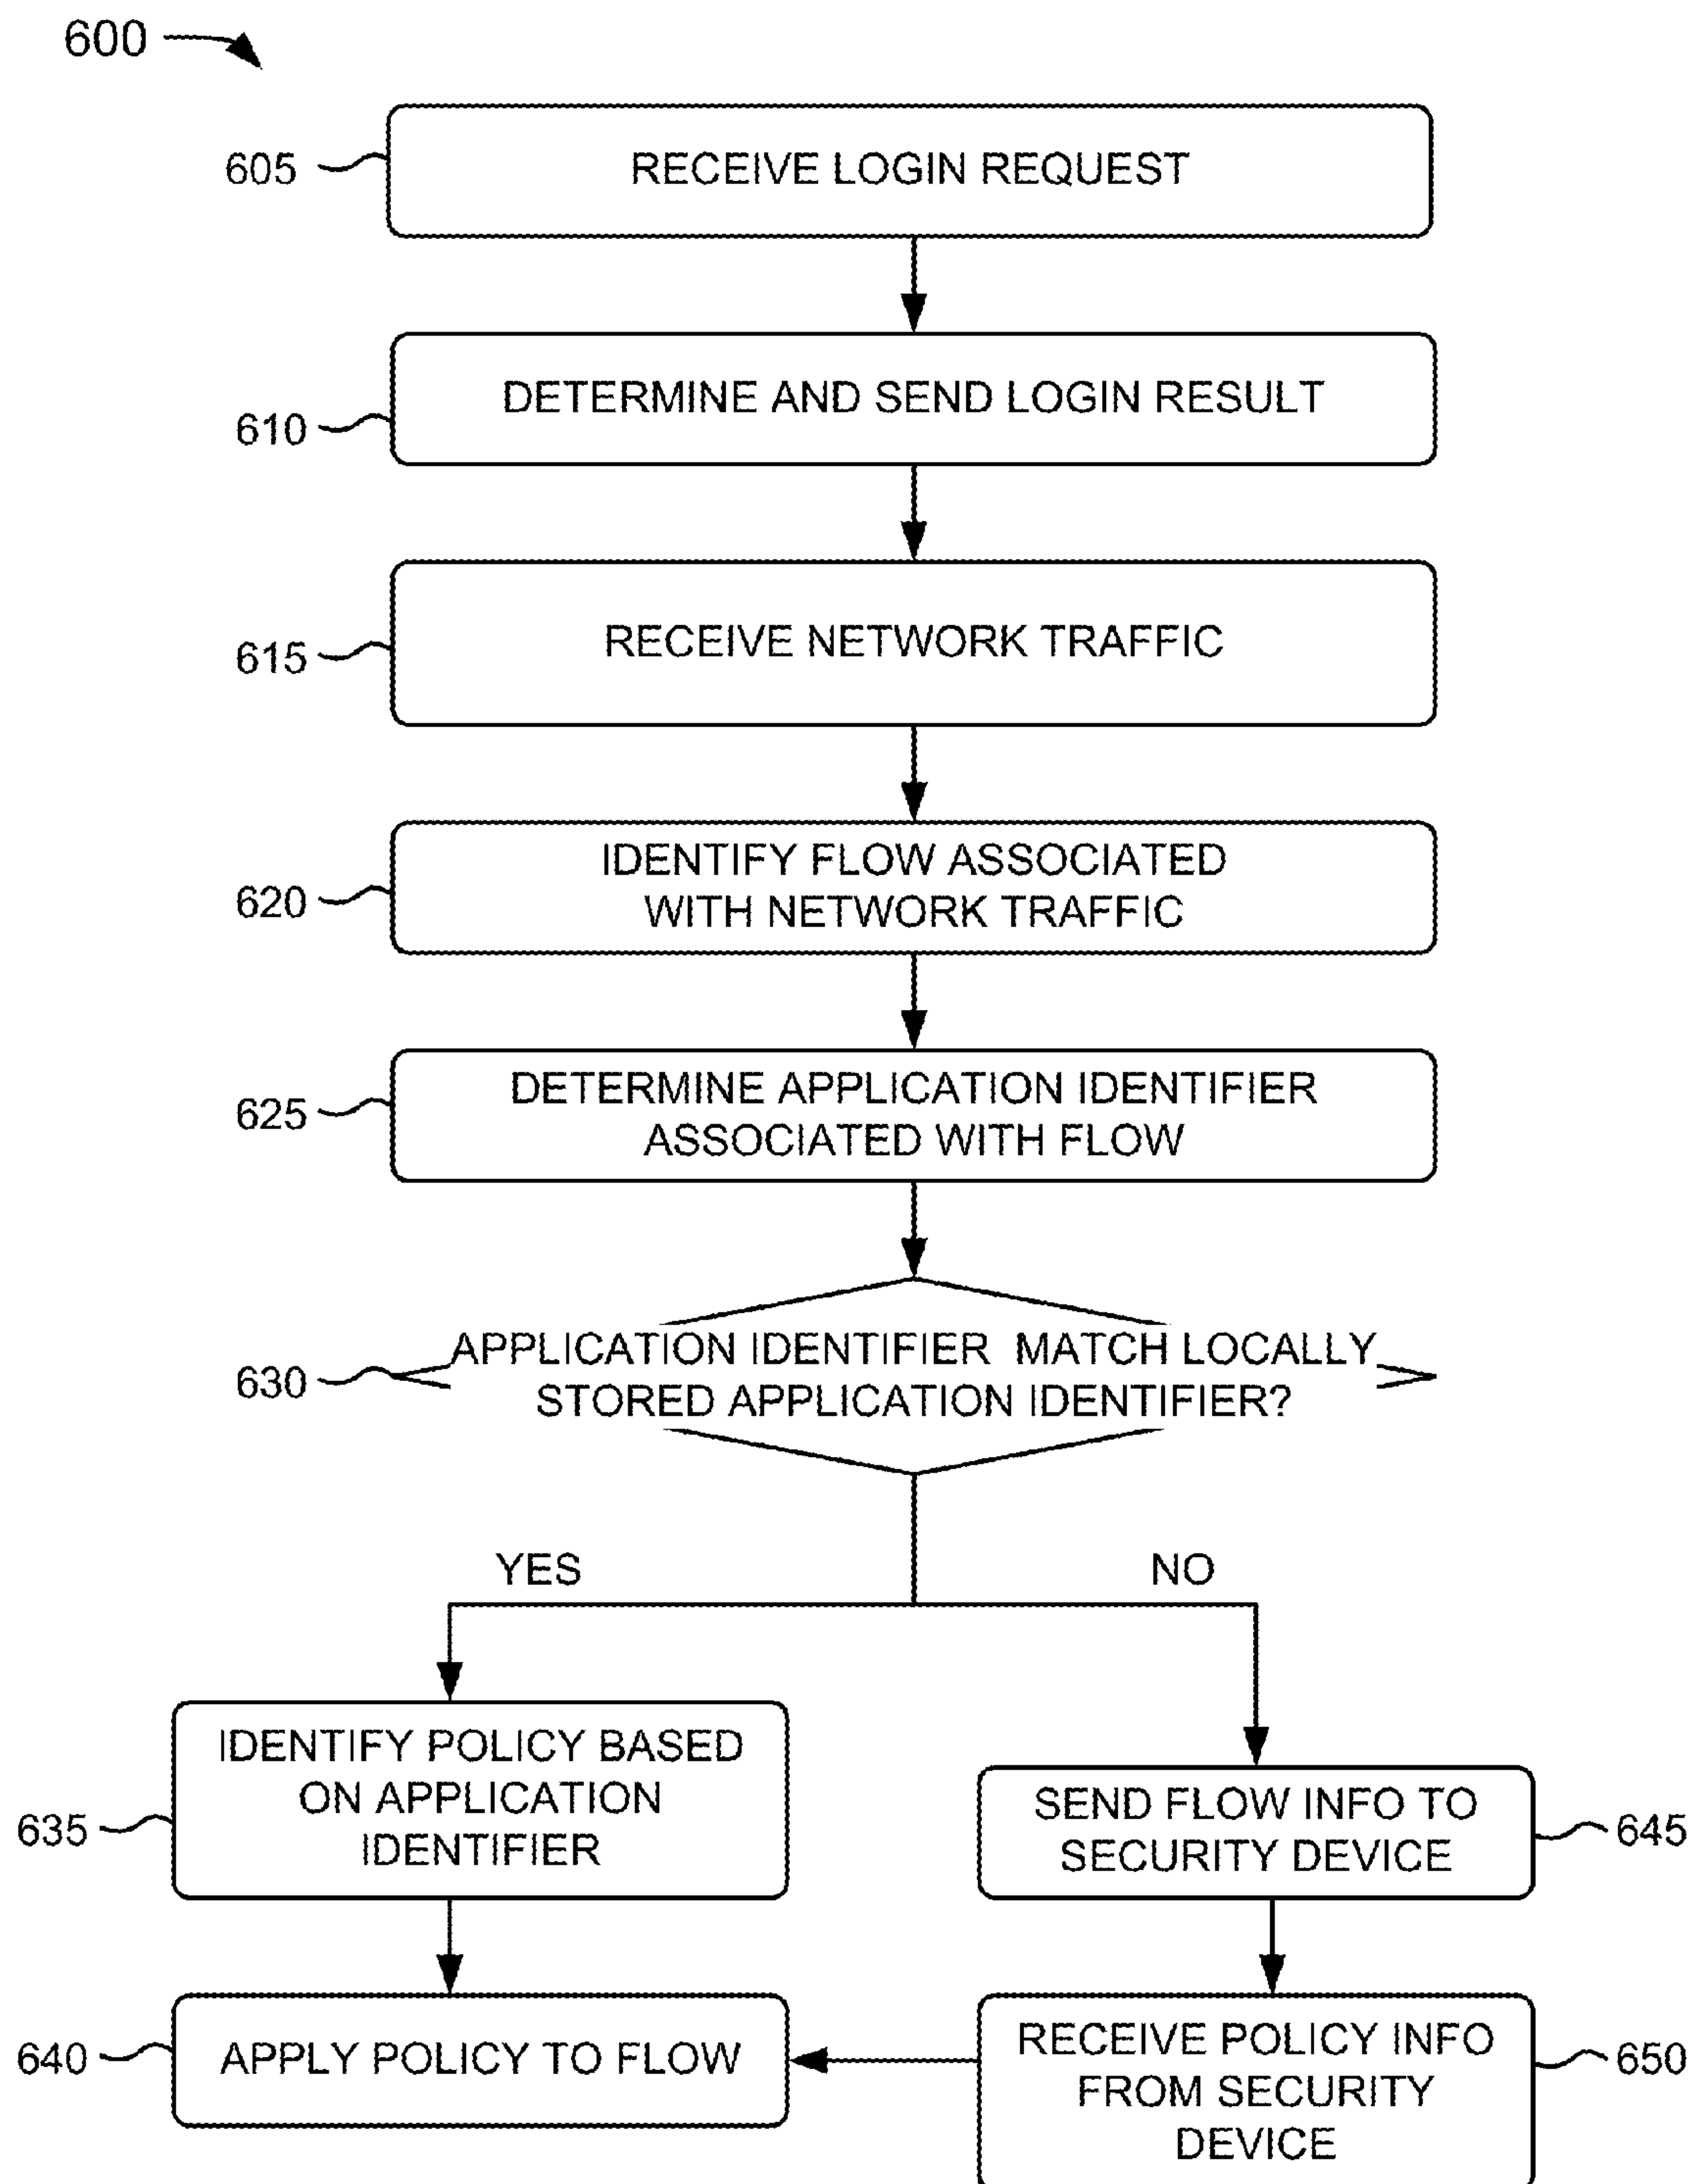 600
605
RECEIVE LOGIN REQUEST
610
DETERMINE AND SEND LOGIN RESULT
615
RECEIVE NETWORK TRAFFIC
620
IDENTIFY FLOW ASSOCIATED
WITH NETWORK TRAFFIC
625
DETERMINE APPLICATION IDENTIFIER
ASSOCIATED WITH FLOW
630
APPLICATION IDENTIFIER MATCH LOCALLY
STORED APPLICATION IDENTIFIER?
YES
NO
635
IDENTIFY POLICY BASED
ON APPLICATION
IDENTIFIER
SEND FLOW INFO TO
SECURITY DEVICE
645
640
APPLY POLICY TO FLOW
RECEIVE POLICY INFO
FROM SECURITY
DEVICE
650